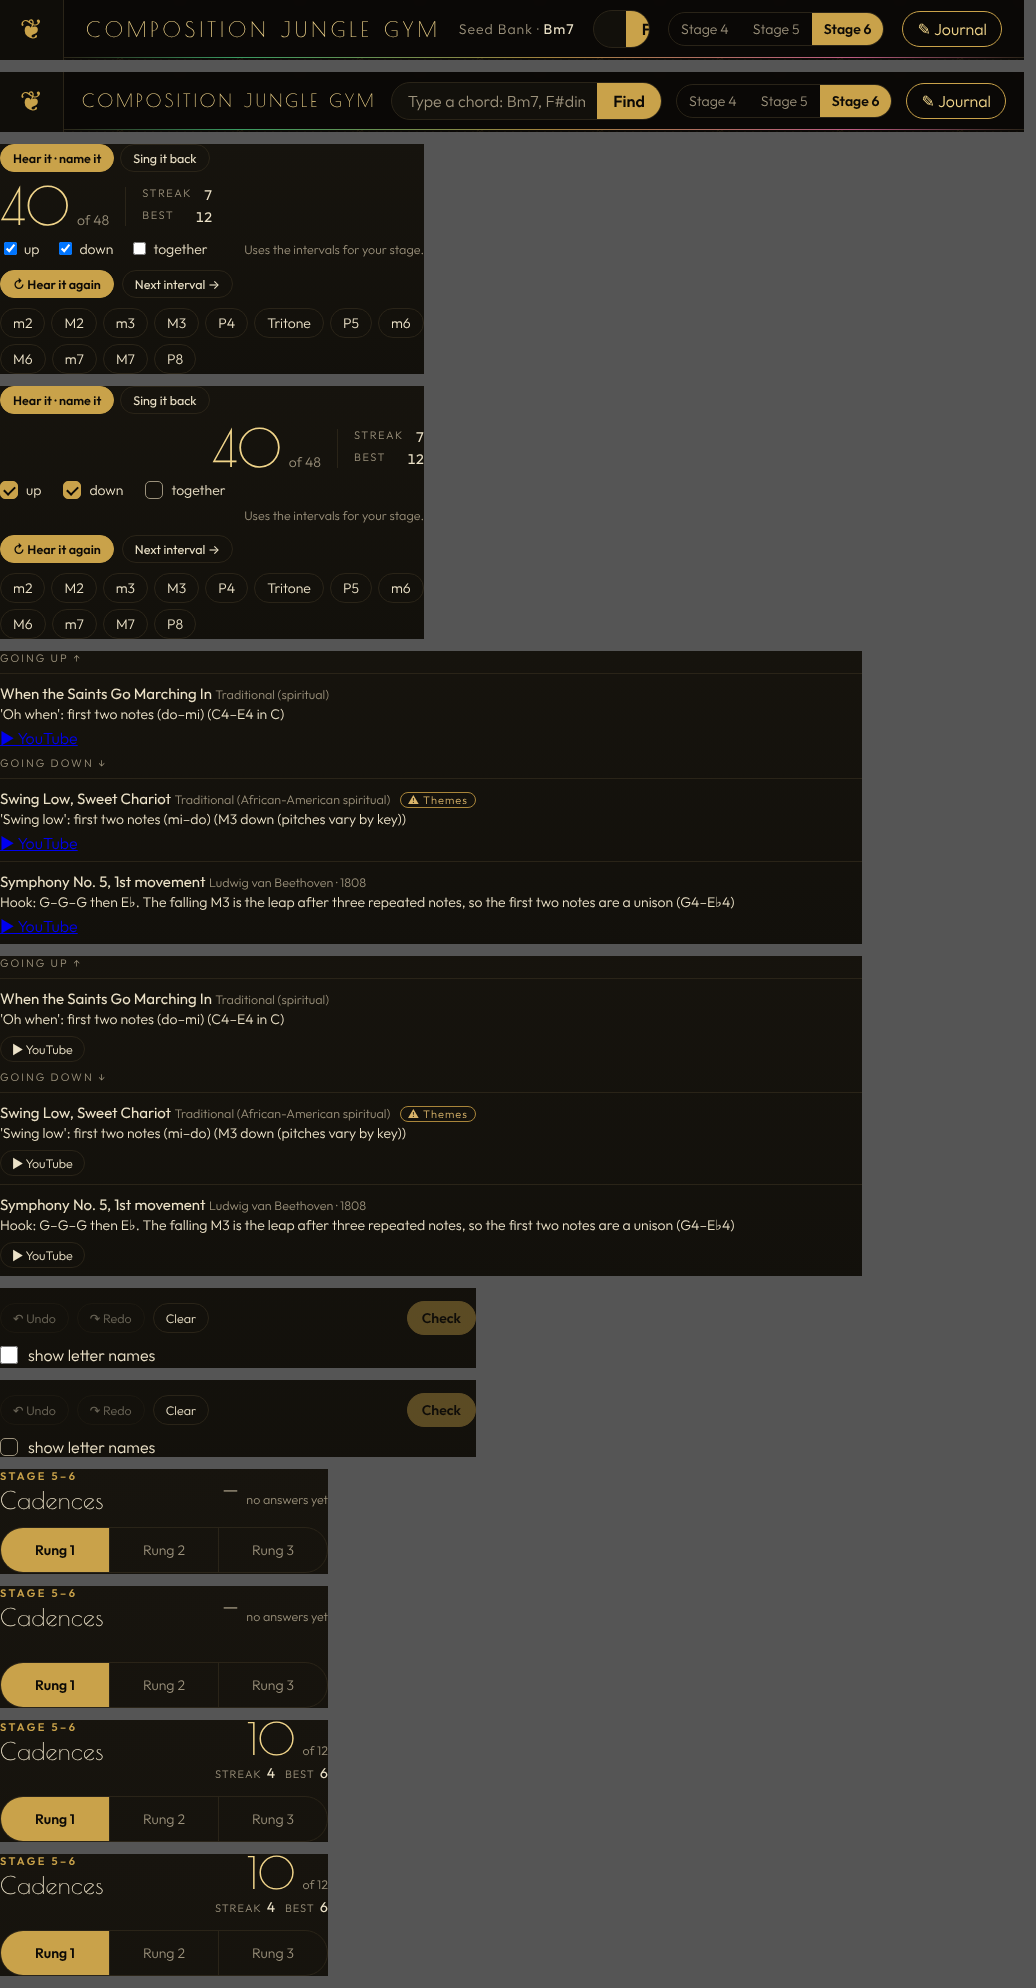 COMPOSITION JUNGLE GYM Seed Bank · Bm7 Stage 4 Stage 5 Stage 6 ✎ Journal
COMPOSITION JUNGLE GYM Type a chord: Bm7, F#din Find Stage 4 Stage 5 Stage 6 ✎ Journal
Hear it · name it Sing it back
40 of 48 STREAK 7
BEST 12
up down together Uses the intervals for your stage.
↻ Hear it again Next interval →
m2 M2 m3 M3 P4 Tritone P5 m6
M6 m7 M7 P8
Hear it · name it Sing it back
40 of 48 STREAK 7
BEST 12
up down together
Uses the intervals for your stage.
↻ Hear it again Next interval →
m2 M2 m3 M3 P4 Tritone P5 m6
M6 m7 M7 P8
GOING UP ↑
When the Saints Go Marching In Traditional (spiritual)
'Oh when': first two notes (do–mi) (C4–E4 in C)
▶ YouTube
GOING DOWN ↓
Swing Low, Sweet Chariot Traditional (African-American spiritual) ⚠ Themes
'Swing low': first two notes (mi–do) (M3 down (pitches vary by key))
▶ YouTube
Symphony No. 5, 1st movement Ludwig van Beethoven · 1808
Hook: G–G–G then E♭. The falling M3 is the leap after three repeated notes, so the first two notes are a unison (G4–E♭4)
▶ YouTube
GOING UP ↑
When the Saints Go Marching In Traditional (spiritual)
'Oh when': first two notes (do–mi) (C4–E4 in C)
▶ YouTube
GOING DOWN ↓
Swing Low, Sweet Chariot Traditional (African-American spiritual) ⚠ Themes
'Swing low': first two notes (mi–do) (M3 down (pitches vary by key))
▶ YouTube
Symphony No. 5, 1st movement Ludwig van Beethoven · 1808
Hook: G–G–G then E♭. The falling M3 is the leap after three repeated notes, so the first two notes are a unison (G4–E♭4)
▶ YouTube
↶ Undo ↷ Redo Clear Check
show letter names
↶ Undo ↷ Redo Clear Check
show letter names
STAGE 5–6
Cadences – no answers yet
Rung 1 Rung 2 Rung 3
STAGE 5–6
Cadences – no answers yet
Rung 1 Rung 2 Rung 3
STAGE 5–6
Cadences 10 of 12
STREAK 4 BEST 6
Rung 1 Rung 2 Rung 3
STAGE 5–6
Cadences 10 of 12
STREAK 4 BEST 6
Rung 1 Rung 2 Rung 3